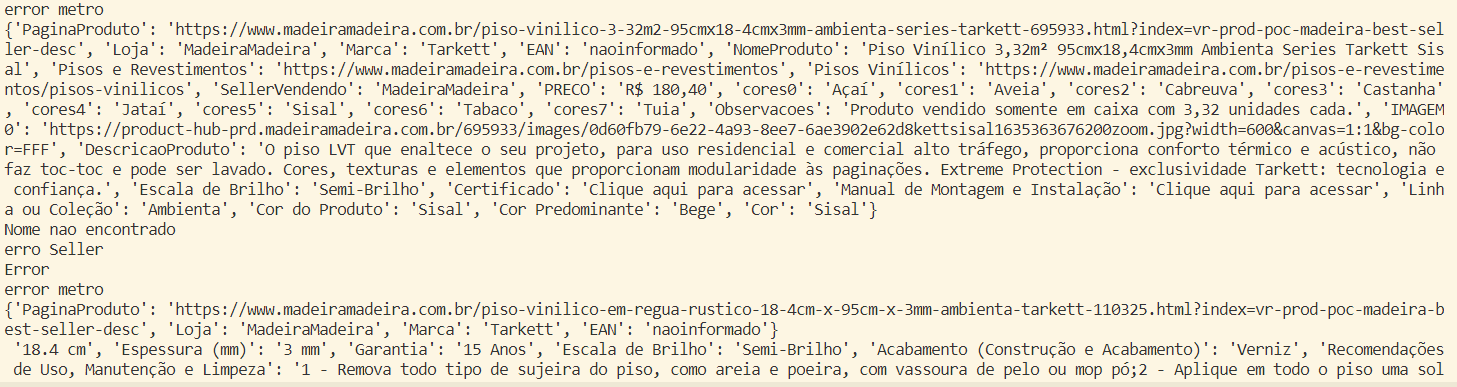 error metro
{'PaginaProduto': 'https://www.madeiramadeira.com.br/piso-vinilico-3-32m2-95cmx18-4cmx3mm-ambienta-series-tarkett-695933.html?index=vr-prod-poc-madeira-best-sel
ler-desc', 'Loja': 'MadeiraMadeira', 'Marca': 'Tarkett', 'EAN': 'naoinformado', 'NomeProduto': 'Piso Vinílico 3,32m² 95cmx18,4cmx3mm Ambienta Series Tarkett Sis
al', 'Pisos e Revestimentos': 'https://www.madeiramadeira.com.br/pisos-e-revestimentos', 'Pisos Vinílicos': 'https://www.madeiramadeira.com.br/pisos-e-revestime
ntos/pisos-vinilicos', 'SellerVendendo': 'MadeiraMadeira', 'PRECO': 'R$ 180,40', 'cores0': 'Açaí', 'cores1': 'Aveia', 'cores2': 'Cabreuva', 'cores3': 'Castanha'
, 'cores4': 'Jataí', 'cores5': 'Sisal', 'cores6': 'Tabaco', 'cores7': 'Tuia', 'Observacoes': 'Produto vendido somente em caixa com 3,32 unidades cada.', 'IMAGEM
0': 'https://product-hub-prd.madeiramadeira.com.br/695933/images/0d60fb79-6e22-4a93-8ee7-6ae3902e62d8kettsisal1635363676200zoom.jpg?width=600&canvas=1:1&bg-colo
r=FFF', 'DescricaoProduto': 'O piso LVT que enaltece o seu projeto, para uso residencial e comercial alto tráfego, proporciona conforto térmico e acústico, não
faz toc-toc e pode ser lavado. Cores, texturas e elementos que proporcionam modularidade às paginações. Extreme Protection - exclusividade Tarkett: tecnologia e
confiança.', 'Escala de Brilho': 'Semi-Brilho', 'Certificado': 'Clique aqui para acessar', 'Manual de Montagem e Instalação': 'Clique aqui para acessar', 'Linh
a ou Coleção': 'Ambienta', 'Cor do Produto': 'Sisal', 'Cor Predominante': 'Bege', 'Cor': 'Sisal'}
Nome nao encontrado
erro Seller
Error
error metro
{'PaginaProduto': 'https://www.madeiramadeira.com.br/piso-vinilico-em-regua-rustico-18-4cm-x-95cm-x-3mm-ambienta-tarkett-110325.html?index=vr-prod-poc-madeira-b
est-seller-desc', 'Loja': 'MadeiraMadeira', 'Marca': 'Tarkett', 'EAN': 'naoinformado'}
'18.4 cm', 'Espessura (mm)': '3 mm', 'Garantia': '15 Anos', 'Escala de Brilho': 'Semi-Brilho', 'Acabamento (Construção e Acabamento)': 'Verniz', 'Recomendações
de Uso, Manutenção e Limpeza': '1 - Remova todo tipo de sujeira do piso, como areia e poeira, com vassoura de pelo ou mop pó;2 - Aplique em todo o piso uma sol